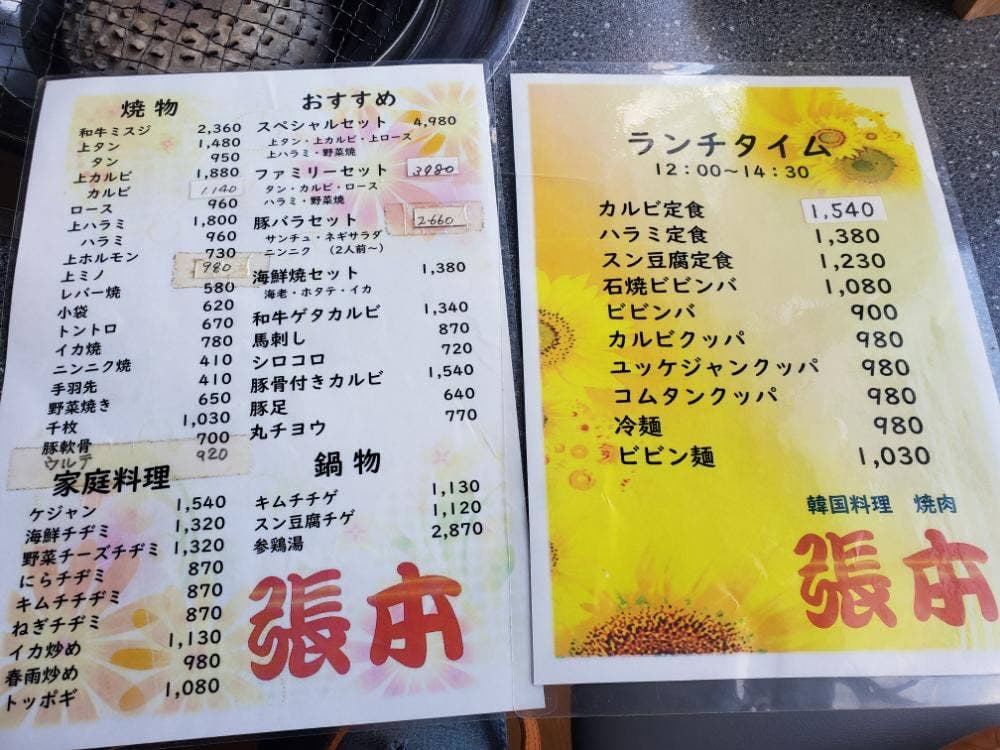 焼物
和牛ミスジ 2,360
上タン 1,480
タン 950
上カルビ 1,880
カルビ 1,140
ロース 960
上ハラミ 1,800
ハラミ 960
上ホルモン 730
上ミノ 980
レバー焼 580
小袋 620
トントロ 670
イカ焼 780
ニンニク焼 410
手羽先 410
野菜焼き 650
千枚 1,030
豚軟骨 700
ウルテ 920
家庭料理
ケジャン 1,540
海鮮チヂミ 1,320
野菜チーズチヂミ 1,320
にらチヂミ 870
キムチチヂミ 870
ねぎチヂミ 870
イカ炒め 1,130
春雨炒め 980
トッポギ 1,080
おすすめ
スペシャルセット 4,980
上タン・上カルビ・上ロース
上ハラミ・野菜焼
ファミリーセット 3980
タン・カルビ・ロース
ハラミ・野菜焼
豚バラセット 2660
サンチュ・ネギサラダ
ニンニク (2人前~)
海鮮焼セット 1,380
海老・ホタテ・イカ
和牛ゲタカルビ 1,340
馬刺し 870
シロコロ 720
豚骨付きカルビ 1,540
豚足 640
丸チヨウ 770
鍋物
キムチチゲ 1,130
スン豆腐チゲ 1,120
参鶏湯 2,870
張本
ランチタイム
12:00~14:30
カルビ定食 1,540
ハラミ定食 1,380
スン豆腐定食 1,230
石焼ビビンバ 1,080
ビビンバ 900
カルビクッパ 980
ユッケジャンクッパ 980
コムタンクッパ 980
冷麺 980
ビビン麺 1,030
韓国料理 焼肉
張本